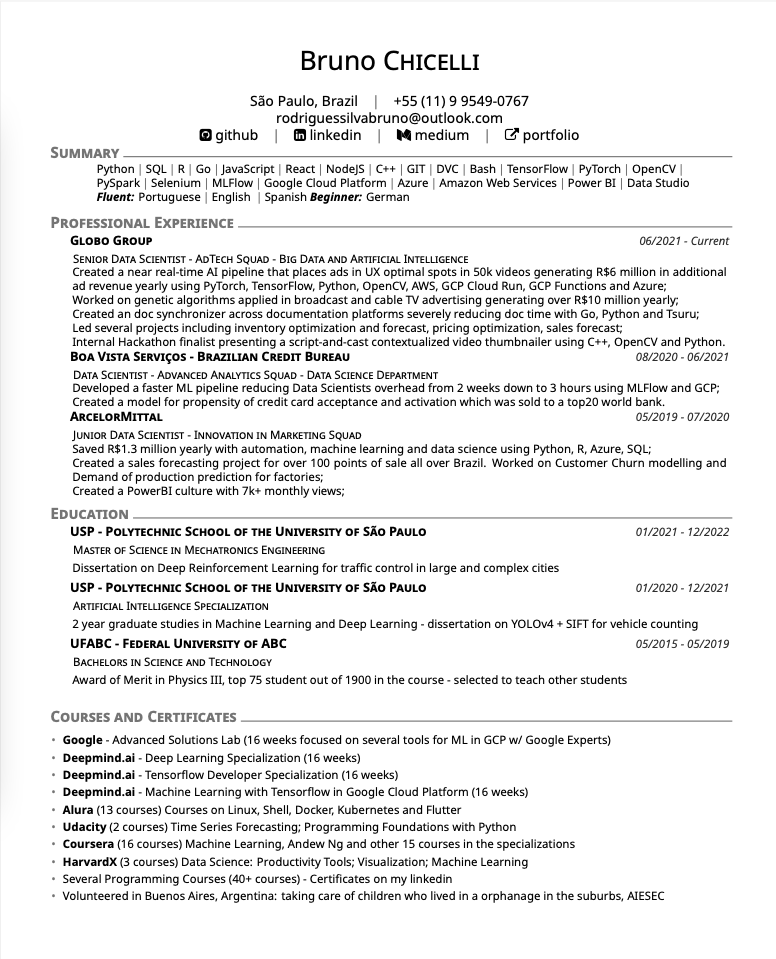 Bruno CHICELLI
São Paulo, Brazil | +55 (11) 9 9549-0767
rodriguessilvabruno@outlook.com
github | linkedin | medium | portfolio
SUMMARY
Python | SQL | R | Go | JavaScript | React | NodeJS | C++ | GIT | DVC | Bash | TensorFlow | PyTorch | OpenCV |
PySpark | Selenium | MLFlow | Google Cloud Platform | Azure | Amazon Web Services | Power BI | Data Studio
Fluent: Portuguese | English | Spanish Beginner: German
PROFESSIONAL EXPERIENCE
GLOBO GROUP 06/2021 - Current
SENIOR DATA SCIENTIST - ADTECH SQUAD - BIG DATA AND ARTIFICIAL INTELLIGENCE
Created a near real-time AI pipeline that places ads in UX optimal spots in 50k videos generating R$6 million in additional
ad revenue yearly using PyTorch, TensorFlow, Python, OpenCV, AWS, GCP Cloud Run, GCP Functions and Azure;
Worked on genetic algorithms applied in broadcast and cable TV advertising generating over R$10 million yearly;
Created an doc synchronizer across documentation platforms severely reducing doc time with Go, Python and Tsuru;
Led several projects including inventory optimization and forecast, pricing optimization, sales forecast;
Internal Hackathon finalist presenting a script-and-cast contextualized video thumbnailer using C++, OpenCV and Python.
BOA VISTA SERVIÇOS - BRAZILIAN CREDIT BUREAU 08/2020 - 06/2021
DATA SCIENTIST - ADVANCED ANALYTICS SQUAD - DATA SCIENCE DEPARTMENT
Developed a faster ML pipeline reducing Data Scientists overhead from 2 weeks down to 3 hours using MLFlow and GCP;
Created a model for propensity of credit card acceptance and activation which was sold to a top20 world bank.
ARCELORMITTAL 05/2019 - 07/2020
JUNIOR DATA SCIENTIST - INNOVATION IN MARKETING SQUAD
Saved R$1.3 million yearly with automation, machine learning and data science using Python, R, Azure, SQL;
Created a sales forecasting project for over 100 points of sale all over Brazil. Worked on Customer Churn modelling and
Demand of production prediction for factories;
Created a PowerBI culture with 7k+ monthly views;
EDUCATION
USP - POLYTECHNIC SCHOOL OF THE UNIVERSITY OF SÃO PAULO 01/2021 - 12/2022
MASTER OF SCIENCE IN MECHATRONICS ENGINEERING
Dissertation on Deep Reinforcement Learning for traffic control in large and complex cities
USP - POLYTECHNIC SCHOOL OF THE UNIVERSITY OF SÃO PAULO 01/2020 - 12/2021
ARTIFICIAL INTELLIGENCE SPECIALIZATION
2 year graduate studies in Machine Learning and Deep Learning - dissertation on YOLOv4 + SIFT for vehicle counting
UFABC - FEDERAL UNIVERSITY OF ABC 05/2015 - 05/2019
BACHELORS IN SCIENCE AND TECHNOLOGY
Award of Merit in Physics III, top 75 student out of 1900 in the course - selected to teach other students
COURSES AND CERTIFICATES
• Google - Advanced Solutions Lab (16 weeks focused on several tools for ML in GCP w/ Google Experts)
• Deepmind.ai - Deep Learning Specialization (16 weeks)
• Deepmind.ai - Tensorflow Developer Specialization (16 weeks)
• Deepmind.ai - Machine Learning with Tensorflow in Google Cloud Platform (16 weeks)
• Alura (13 courses) Courses on Linux, Shell, Docker, Kubernetes and Flutter
• Udacity (2 courses) Time Series Forecasting; Programming Foundations with Python
• Coursera (16 courses) Machine Learning, Andew Ng and other 15 courses in the specializations
• HarvardX (3 courses) Data Science: Productivity Tools; Visualization; Machine Learning
• Several Programming Courses (40+ courses) - Certificates on my linkedin
• Volunteered in Buenos Aires, Argentina: taking care of children who lived in a orphanage in the suburbs, AIESEC